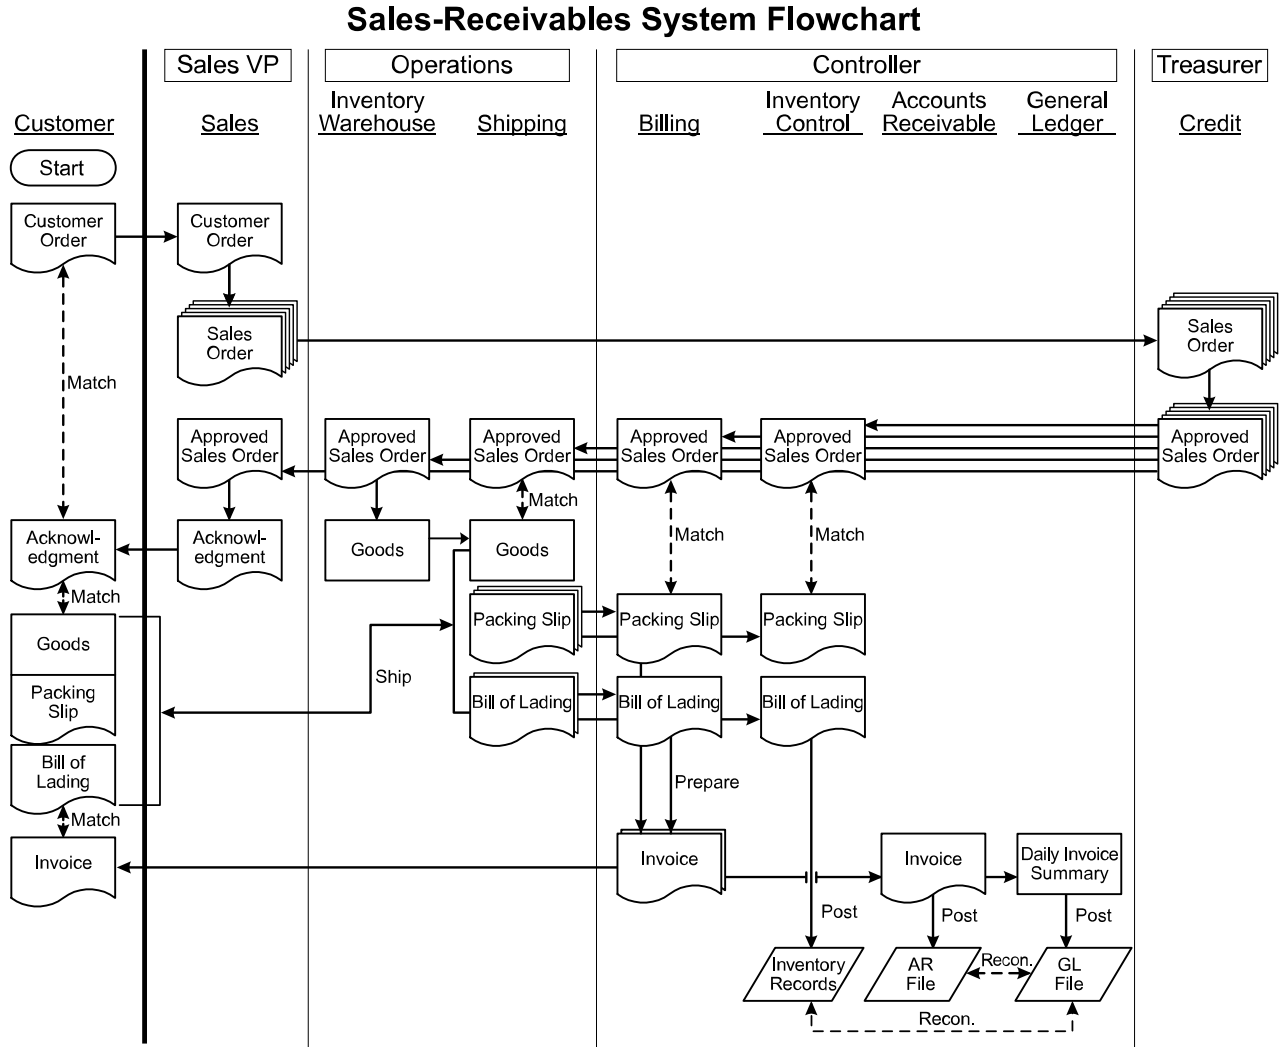 Sales-Receivables System Flowchart
Sales VP
Operations
Controller
Treasurer
Customer
Sales
Inventory
Warehouse
Shipping
Billing
Inventory
Control
Accounts
Receivable
General
Ledger
Credit
Start
Customer
Order
Customer
Order
Sales
Order
Sales
Order
Match
Approved
Sales Order
Approved
Sales Order
Approved
Sales Order
Approved
Sales Order
Approved
Sales Order
Approved
Sales Order
Match
Acknowl-
edgment
Acknowl-
edgment
Goods
Goods
Match
Match
Match
Goods
Packing Slip
Packing Slip
Packing Slip
Ship
Packing
Slip
Bill of Lading
Bill of Lading
Bill of Lading
Bill of
Lading
Prepare
Match
Invoice
Invoice
Invoice
Daily Invoice
Summary
Post
Post
Post
Inventory
Records
AR
File
Recon.
GL
File
Recon.